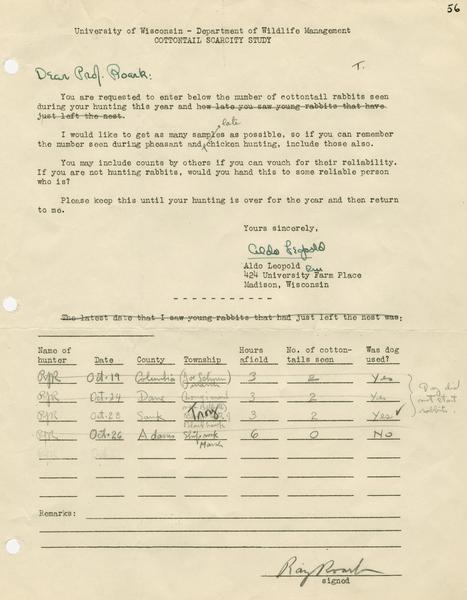 56
University of Wisconsin - Department of Wildlife Management
COTTONTAIL SCARCITY STUDY
Dear Prof. Roark:
T.
You are requested to enter below the number of cottontail rabbits seen
during your hunting this year and how late you saw young rabbits that have
just left the nest.
late
I would like to get as many samples as possible, so if you can remember
the number seen during pheasant and chicken hunting, include those also.
You may include counts by others if you can vouch for their reliability.
If you are not hunting rabbits, would you hand this to some reliable person
who is?
Please keep this until your hunting is over for the year and then return
to me.
Yours sincerely,
Aldo Leopold
Aldo Leopold
424 University Farm Place
Madison, Wisconsin
----------
The latest date that I saw young rabbits that had just left the nest was:
Name of hunter Date County Township Hours afield No. of cottontails seen Was dog used?
RJR Oct-19 Columbia 3 2 Yes
RJR Oct-24 Dane 3 2 Yes
RJR Oct-25 Sauk Troy 3 2 Yes ✓
RJR Oct-26 Adams Marsh 6 0 No
Dog did
not start
rabbits.
Remarks:
Ray Roark
signed